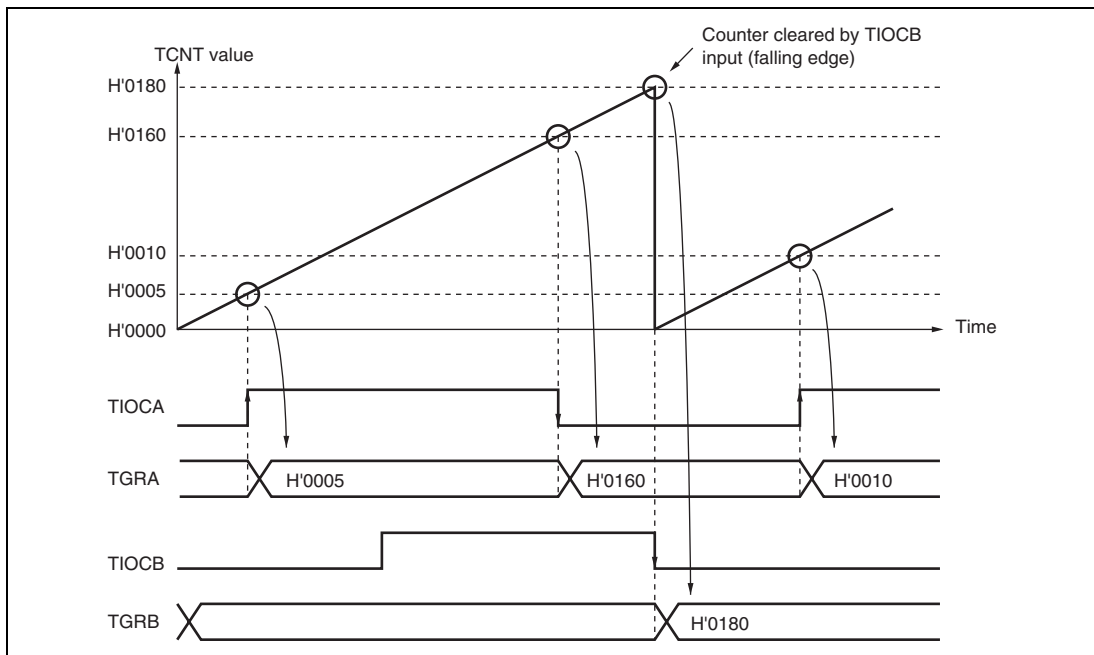 Counter cleared by TIOCB
input (falling edge)
TCNT value
H'0180
H'0160
H'0010
H'0005
H'0000
Time
TIOCA
TGRA
H'0005
H'0160
H'0010
TIOCB
TGRB
H'0180